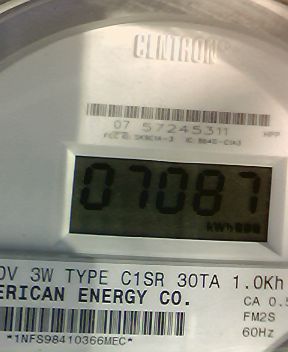 CENTRON®
07 57245311
07087
kWh
0V 3W TYPE C1SR 30TA 1.0Kh
ERICAN ENERGY CO.
CA 0.5
FM2S
60Hz
*1NFS98410366MEC*